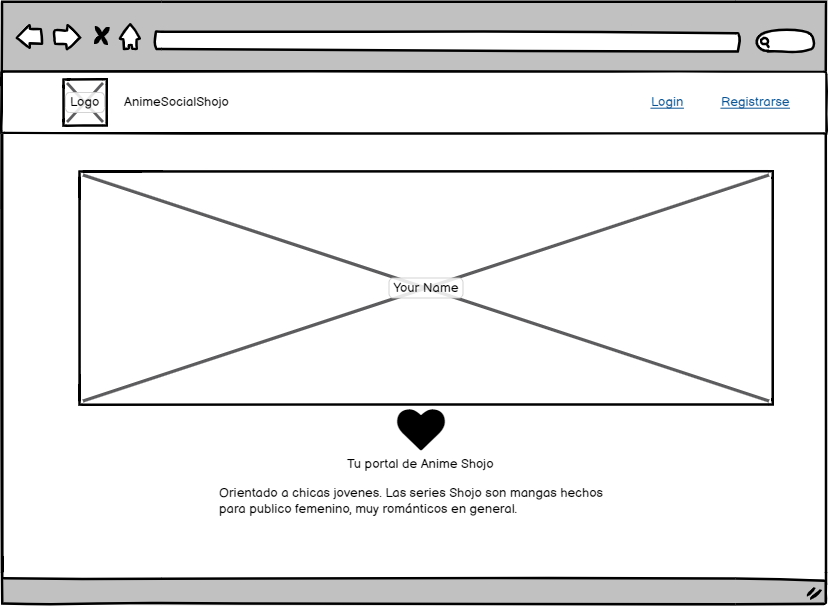 Logo
AnimeSocialShojo
Login
Registrarse
Your Name
Tu portal de Anime Shojo
Orientado a chicas jovenes. Las series Shojo son mangas hechos
para publico femenino, muy románticos en general.